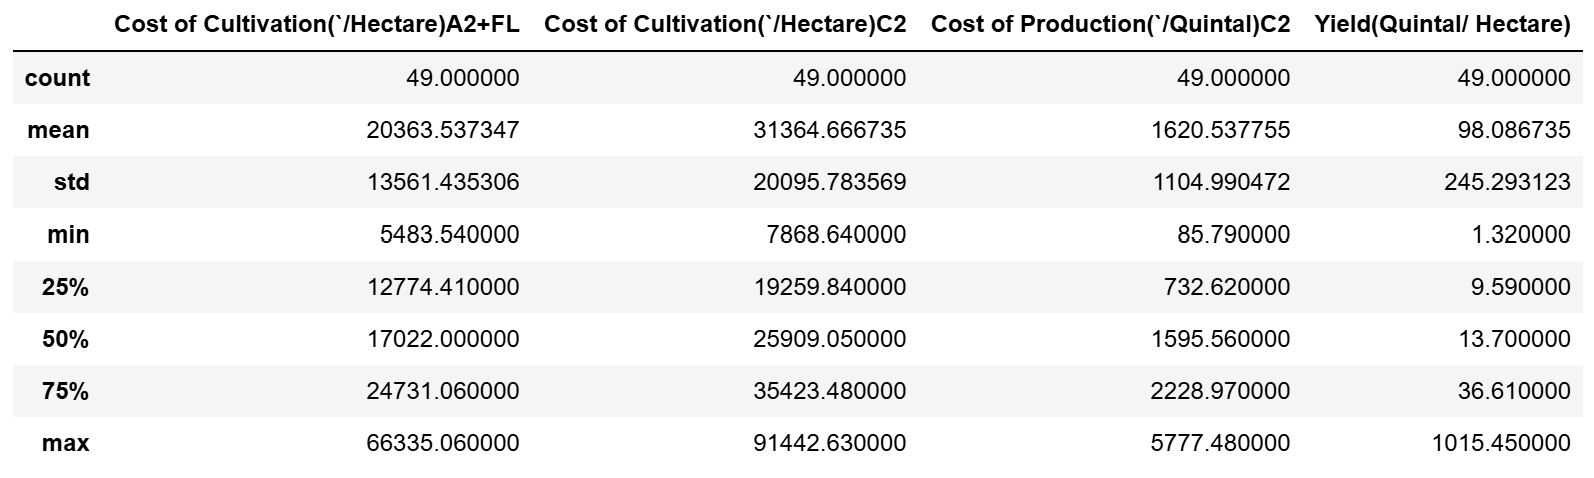 Cost of Cultivation(`/Hectare)A2+FL Cost of Cultivation(`/Hectare)C2 Cost of Production(`/Quintal)C2 Yield(Quintal/ Hectare)
count 49.000000 49.000000 49.000000 49.000000
mean 20363.537347 31364.666735 1620.537755 98.086735
std 13561.435306 20095.783569 1104.990472 245.293123
min 5483.540000 7868.640000 85.790000 1.320000
25% 12774.410000 19259.840000 732.620000 9.590000
50% 17022.000000 25909.050000 1595.560000 13.700000
75% 24731.060000 35423.480000 2228.970000 36.610000
max 66335.060000 91442.630000 5777.480000 1015.450000